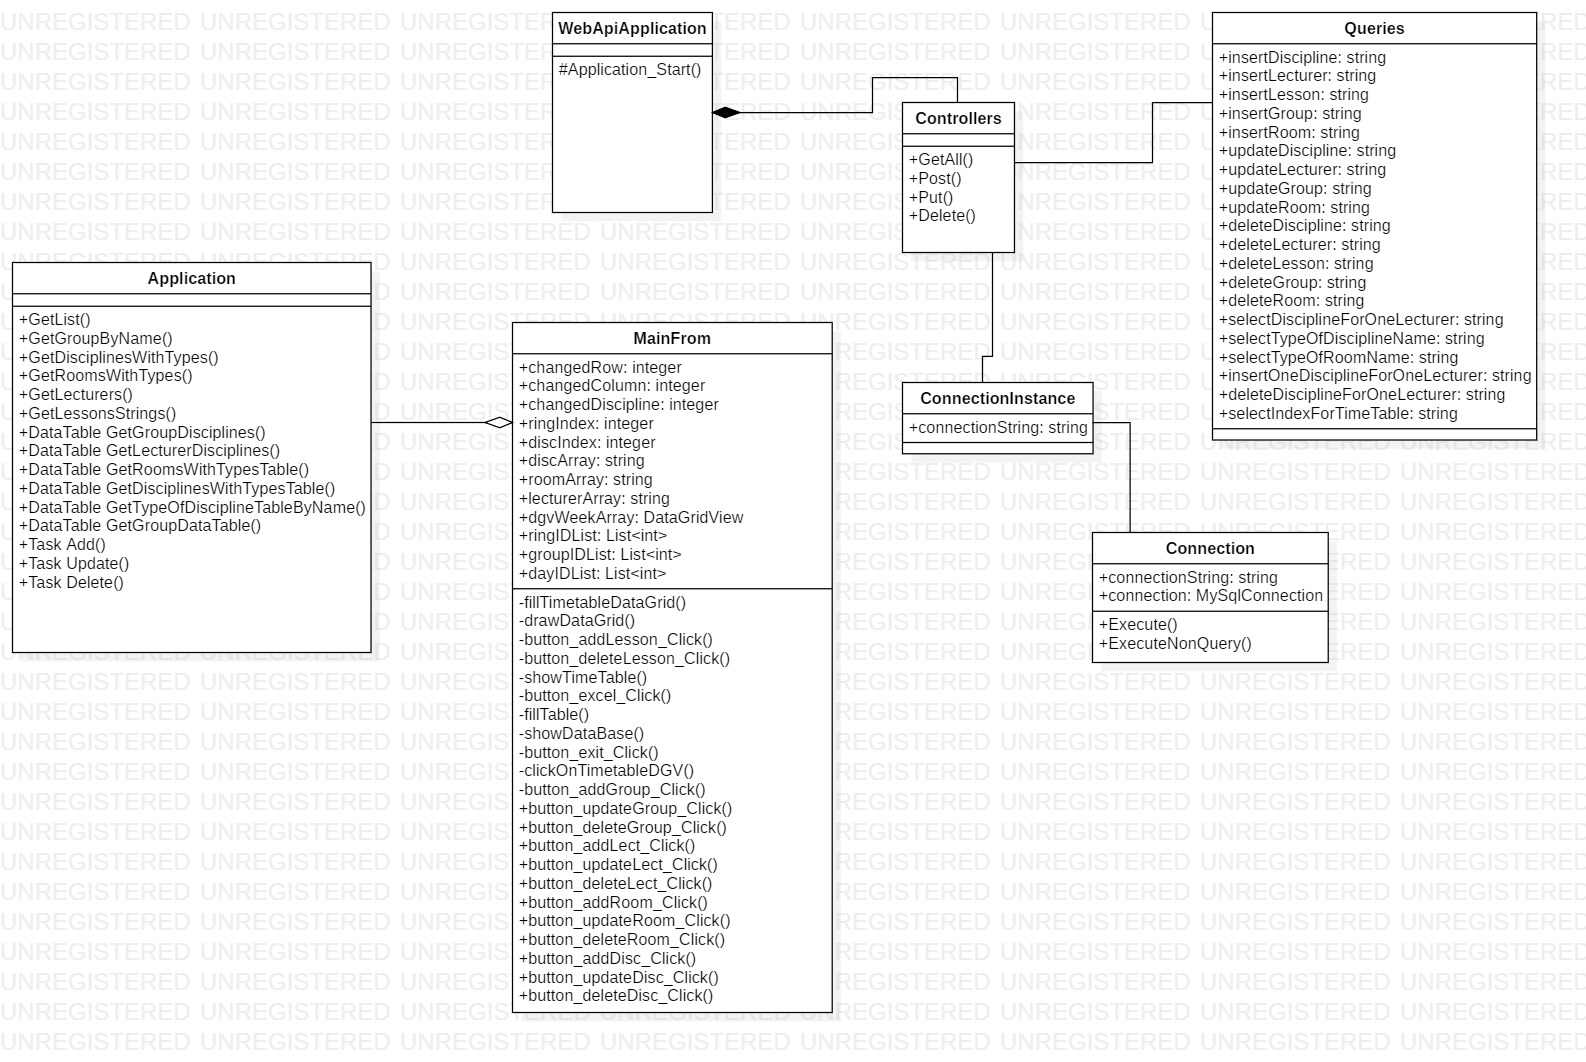 WebApiApplication
#Application_Start()
Controllers
+GetAll()
+Post()
+Put()
+Delete()
Queries
+insertDiscipline: string
+insertLecturer: string
+insertLesson: string
+insertGroup: string
+insertRoom: string
+updateDiscipline: string
+updateLecturer: string
+updateGroup: string
+updateRoom: string
+deleteDiscipline: string
+deleteLecturer: string
+deleteLesson: string
+deleteGroup: string
+deleteRoom: string
+selectDisciplineForOneLecturer: string
+selectTypeOfDisciplineName: string
+selectTypeOfRoomName: string
+insertOneDisciplineForOneLecturer: string
+deleteDisciplineForOneLecturer: string
+selectIndexForTimeTable: string
Application
+GetList()
+GetGroupByName()
+GetDisciplinesWithTypes()
+GetRoomsWithTypes()
+GetLecturers()
+GetLessonsStrings()
+DataTable GetGroupDisciplines()
+DataTable GetLecturerDisciplines()
+DataTable GetRoomsWithTypesTable()
+DataTable GetDisciplinesWithTypesTable()
+DataTable GetTypeOfDisciplineTableByName()
+DataTable GetGroupDataTable()
+Task Add()
+Task Update()
+Task Delete()
MainFrom
+changedRow: integer
+changedColumn: integer
+changedDiscipline: integer
+ringIndex: integer
+discIndex: integer
+discArray: string
+roomArray: string
+lecturerArray: string
+dgvWeekArray: DataGridView
+ringIDList: List<int>
+groupIDList: List<int>
+dayIDList: List<int>
-fillTimetableDataGrid()
-drawDataGrid()
-button_addLesson_Click()
-button_deleteLesson_Click()
-showTimeTable()
-button_excel_Click()
-fillTable()
-showDataBase()
-button_exit_Click()
-clickOnTimetableDGV()
-button_addGroup_Click()
+button_updateGroup_Click()
+button_deleteGroup_Click()
+button_addLect_Click()
+button_updateLect_Click()
+button_deleteLect_Click()
+button_addRoom_Click()
+button_updateRoom_Click()
+button_deleteRoom_Click()
+button_addDisc_Click()
+button_updateDisc_Click()
+button_deleteDisc_Click()
ConnectionInstance
+connectionString: string
Connection
+connectionString: string
+connection: MySqlConnection
+Execute()
+ExecuteNonQuery()
UNREGISTERED